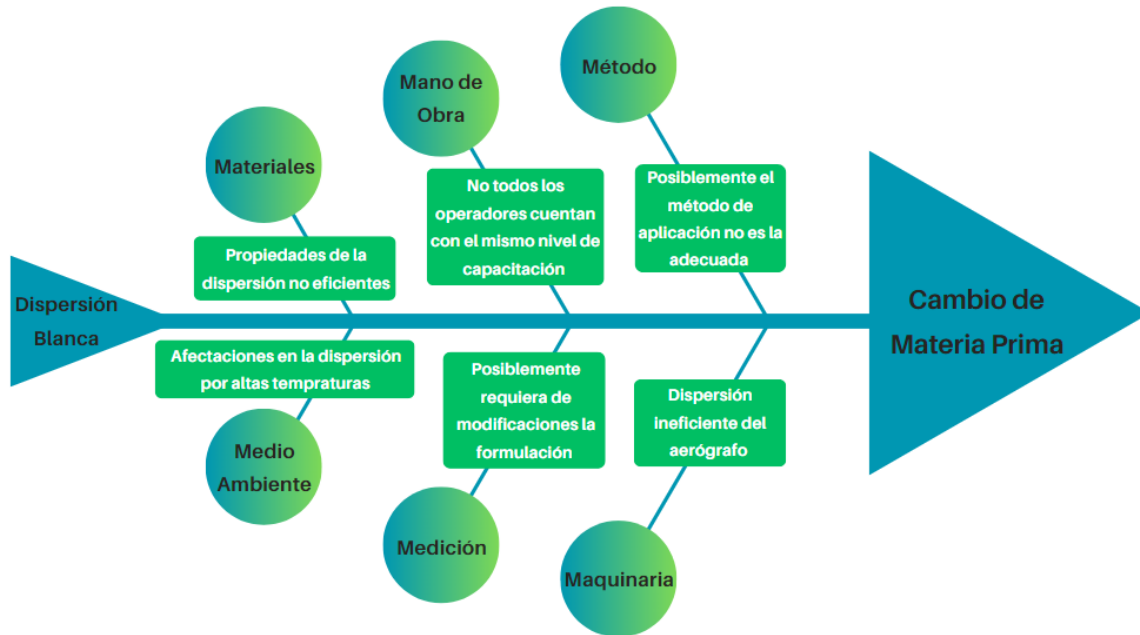 Materiales
Propiedades de la
dispersión no eficientes
Mano de
Obra
No todos los
operadores cuentan
con el mismo nivel de
capacitación
Método
Posiblemente el
método de
aplicación no es la
adecuada
Dispersión
Blanca
Cambio de
Materia Prima
Afectaciones en la dispersión
por altas tempraturas
Medio
Ambiente
Posiblemente
requiera de
modificaciones la
formulación
Medición
Dispersión
ineficiente del
aerógrafo
Maquinaria